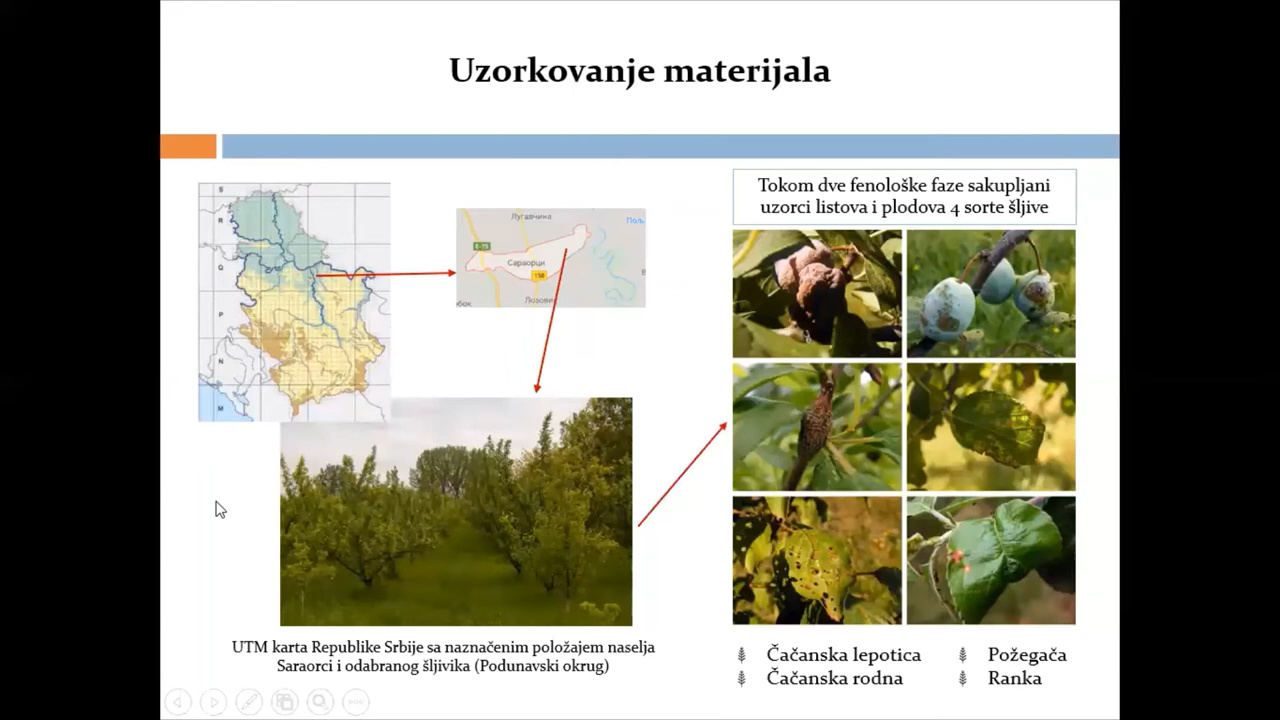 Uzorkovanje materijala
S
R
Q
P
N
M
Лугавчина
Пољ
E-75
Сараорци
158
Лозовик
Tokom dve fenološke faze sakupljani
uzorci listova i plodova 4 sorte šljive
UTM karta Republike Srbije sa naznačenim položajem naselja
Saraorci i odabranog šljivika (Podunavski okrug)
Čačanska lepotica
Požegača
Čačanska rodna
Ranka